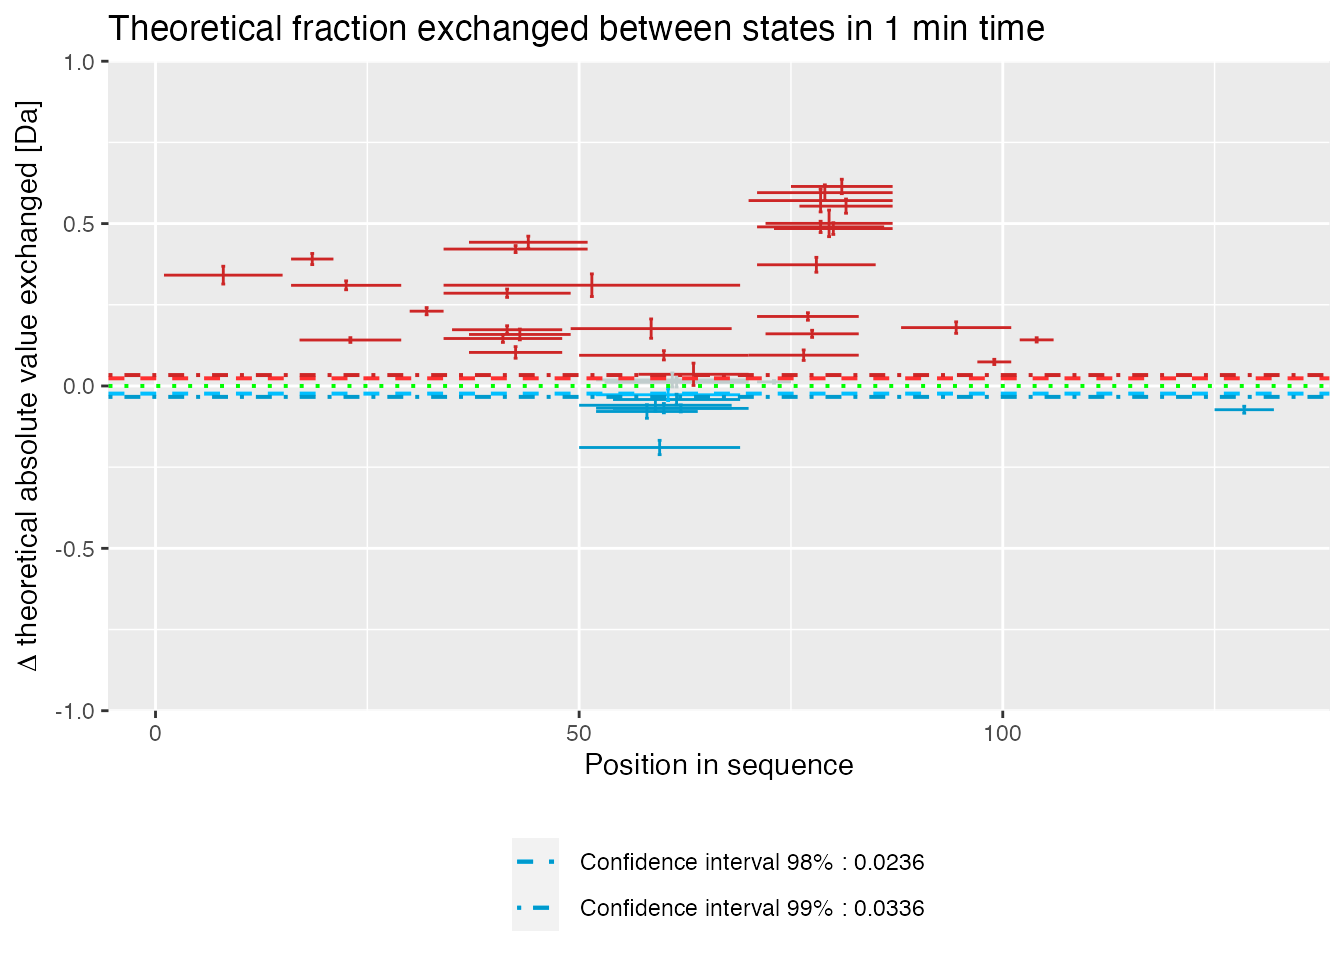 Theoretical fraction exchanged between states in 1 min time
Δ theoretical absolute value exchanged [Da]
1.0
0.5
0.0
-0.5
-1.0
0
50
100
Position in sequence
Confidence interval 98% : 0.0236
Confidence interval 99% : 0.0336